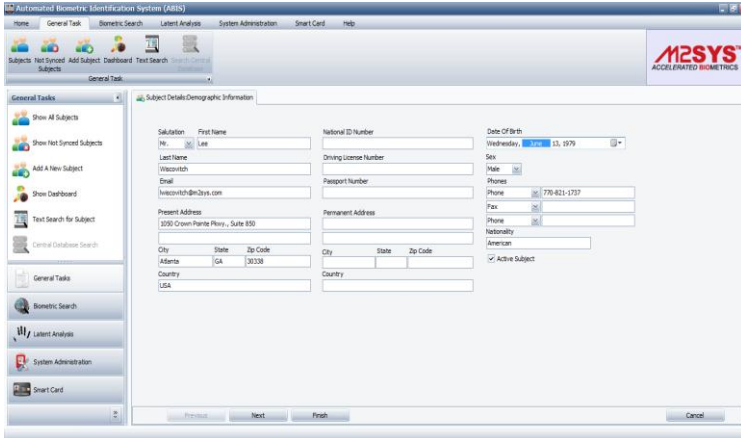 Automated Biometric Identification System (ABIS)
Home General Task Biometric Search Latent Analysis System Administration Smart Card Help
Subjects Not Synced Subjects Add Subject Dashboard Text Search Search Central
General Task
M2SYS
ACCELERATED BIOMETRICS
General Tasks
Show All Subjects
Show Not Synced Subjects
Add A New Subject
Show Dashboard
Text Search for Subject
Central Database Search
General Tasks
Biometric Search
Latent Analysis
System Administration
Smart Card
Subject Details:Demographic Information
Salutation First Name
Mr. Lee
Last Name
Wiscovitch
Email
lwiscovitch@m2sys.com
Present Address
1050 Crown Pointe Pkwy., Suite 850
City State Zip Code
Atlanta GA 30338
Country
USA
National ID Number
Driving License Number
Passport Number
Permanent Address
City State Zip Code
Country
Date Of Birth
Wednesday, June 13, 1979
Sex
Male
Phones
Phone 770-821-1737
Fax
Phone
Nationality
American
Active Subject
Previous Next Finish Cancel